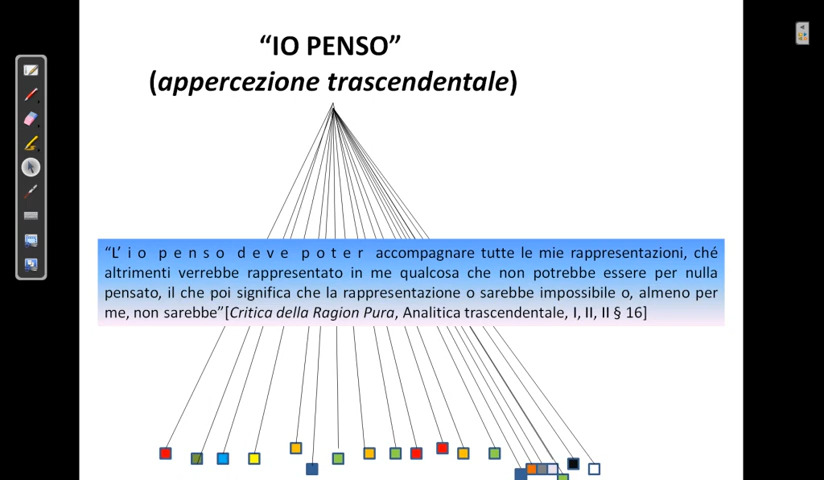 “IO PENSO”
(appercezione trascendentale)
“L’ i o p e n s o d e v e p o t e r accompagnare tutte le mie rappresentazioni, ché
altrimenti verrebbe rappresentato in me qualcosa che non potrebbe essere per nulla
pensato, il che poi significa che la rappresentazione o sarebbe impossibile o, almeno per
me, non sarebbe”[Critica della Ragion Pura, Analitica trascendentale, I, II, II § 16]